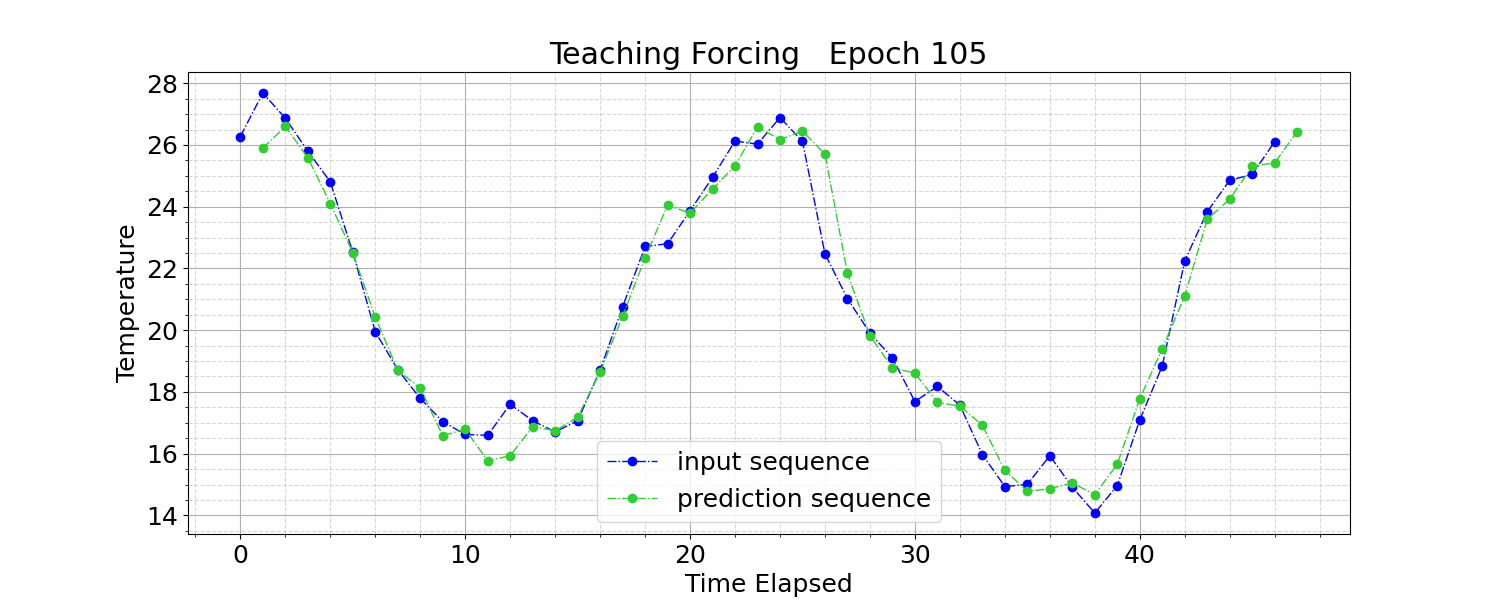 Teaching Forcing   Epoch 105
28
26
24
22
20
18
16
14
Temperature
input sequence
prediction sequence
0 10 20 30 40
Time Elapsed